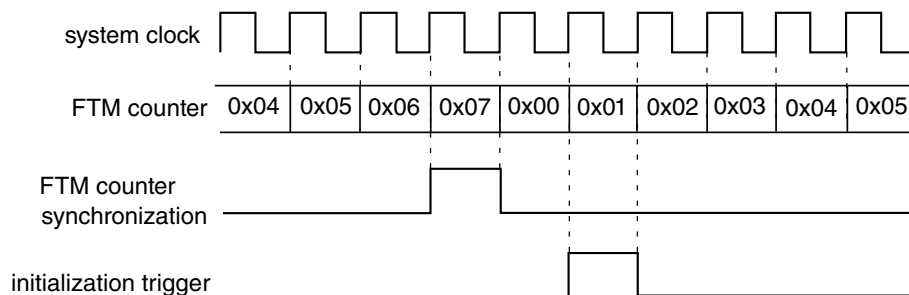 system clock
FTM counter 0x04 0x05 0x06 0x07 0x00 0x01 0x02 0x03 0x04 0x05
FTM counter
synchronization
initialization trigger